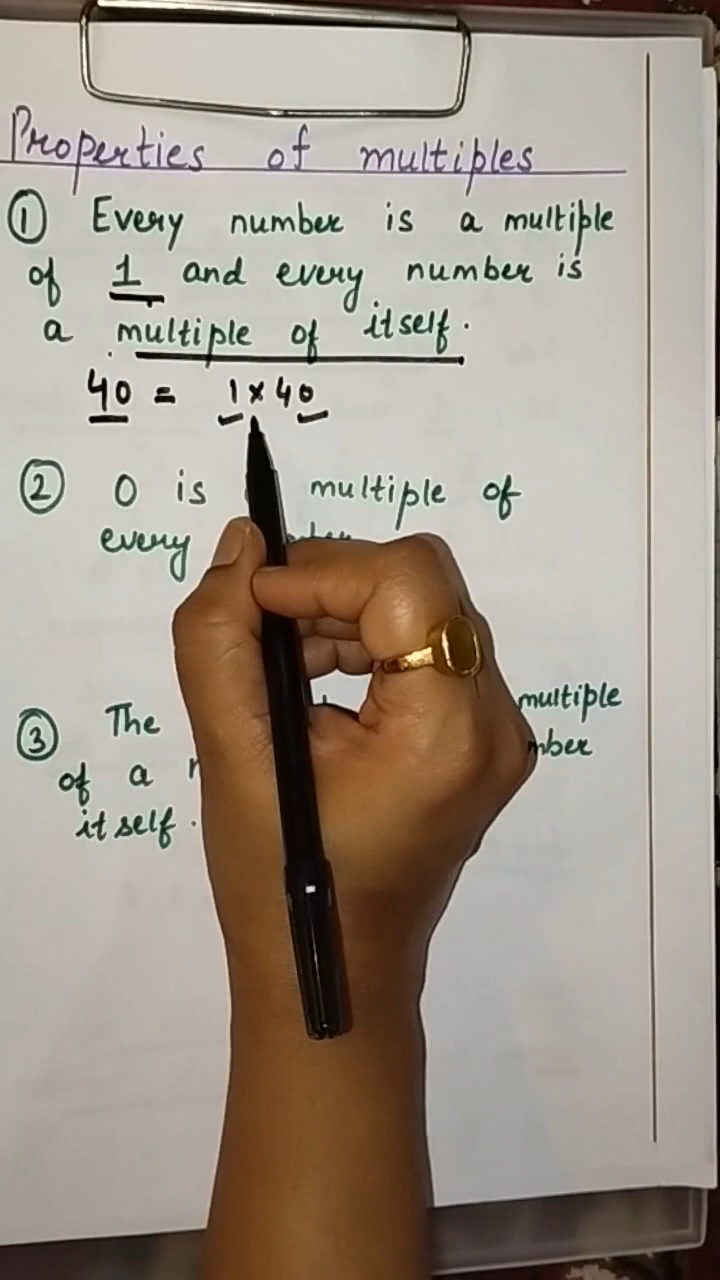 Properties of multiples
① Every number is a multiple
of 1 and every number is
a multiple of itself.
40 = 1 × 40
② 0 is multiple of
every
③ The multiple
of a
itself.